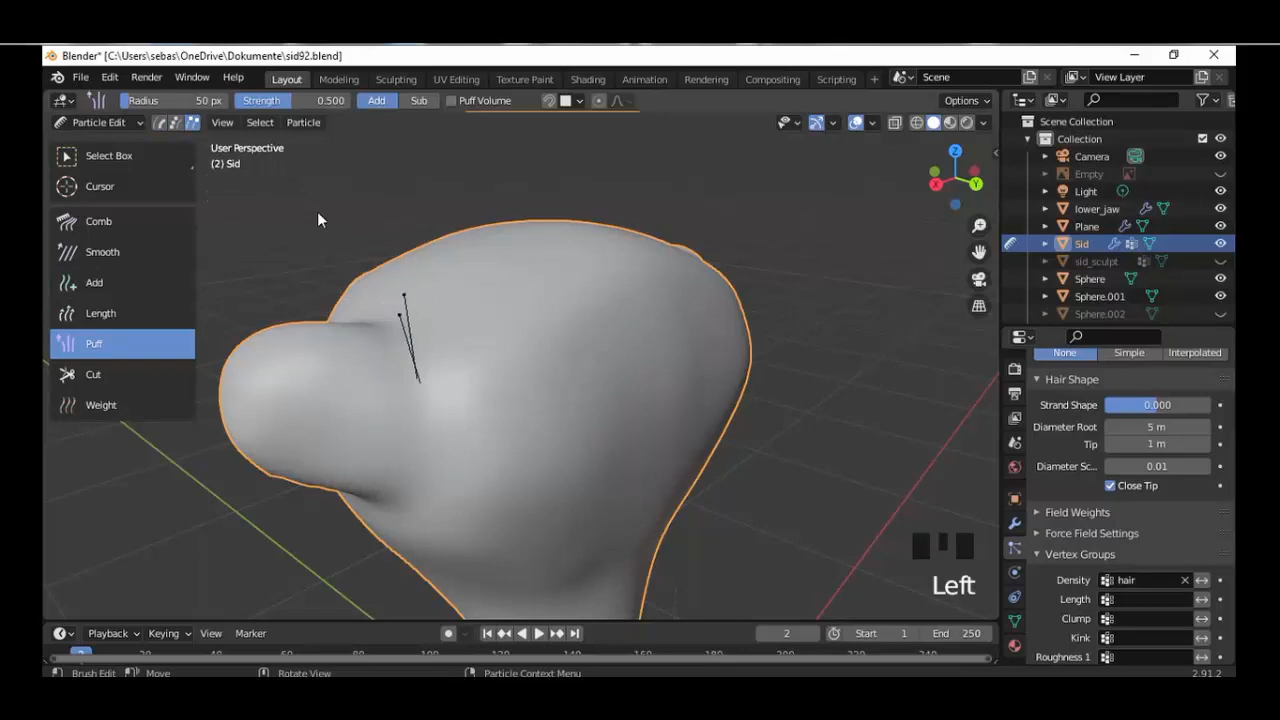 Blender* [C:\Users\sebas\OneDrive\Dokumente\sid92.blend]
File Edit Render Window Help Layout Modeling Sculpting UV Editing Texture Paint Shading Animation Rendering Compositing Scripting + Scene View Layer
Radius 50 px Strength 0.500 Add Sub Puff Volume Options
Particle Edit View Select Particle
Scene Collection
Collection
Camera
Empty
Light
lower_jaw
Plane
Sid
sid_sculpt
Sphere
Sphere.001
Sphere.002
User Perspective
(2) Sid
Z
X
Y
Select Box
Cursor
Comb
Smooth
Add
Length
Puff
Cut
Weight
None Simple Interpolated
Hair Shape
Strand Shape 0.000
Diameter Root 5 m
Tip 1 m
Diameter Sc... 0.01
Close Tip
Field Weights
Force Field Settings
Vertex Groups
Density hair
Length
Clump
Kink
Roughness 1
Left
Playback Keying View Marker 2 Start 1 End 250
Brush Edit Move Rotate View Particle Context Menu 2.91.2